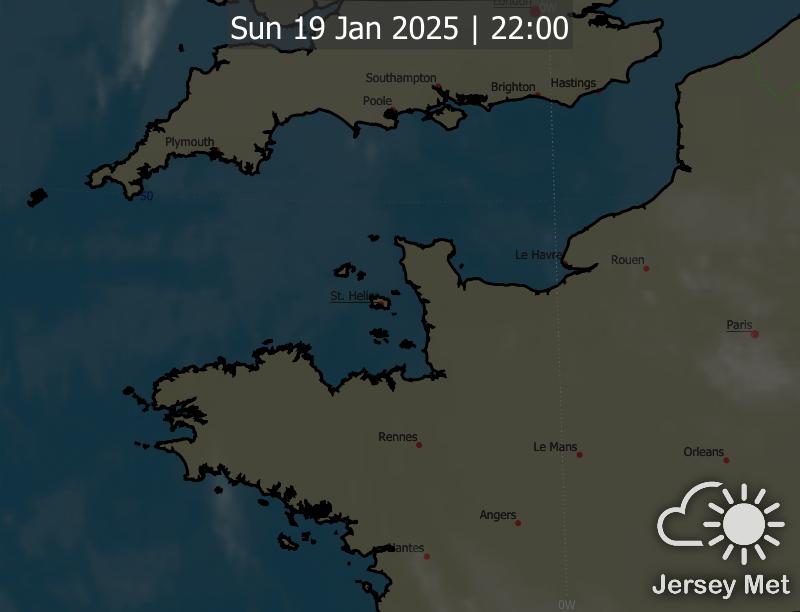 London
0W
Sun 19 Jan 2025 | 22:00
Southampton
Brighton
Hastings
Poole
Plymouth
50
Le Havre
Rouen
St. Helier
Paris
Rennes
Le Mans
Orleans
Angers
Nantes
Jersey Met
0W